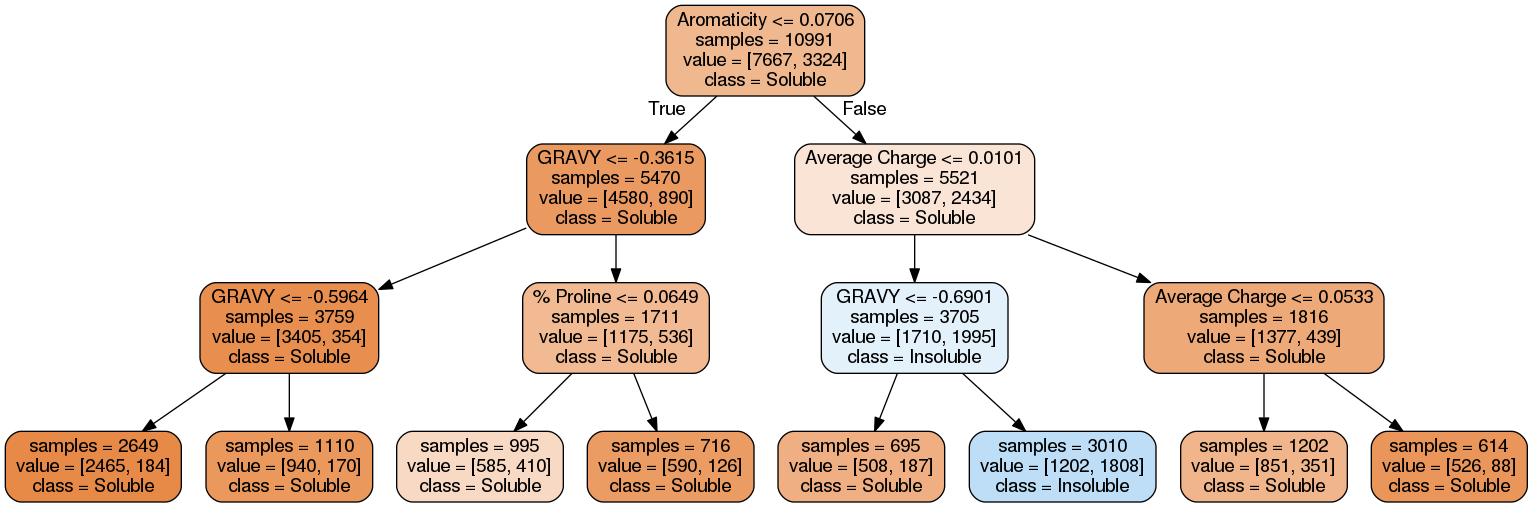 Aromaticity <= 0.0706
samples = 10991
value = [7667, 3324]
class = Soluble
True
False
GRAVY <= -0.3615
samples = 5470
value = [4580, 890]
class = Soluble
Average Charge <= 0.0101
samples = 5521
value = [3087, 2434]
class = Soluble
GRAVY <= -0.5964
samples = 3759
value = [3405, 354]
class = Soluble
% Proline <= 0.0649
samples = 1711
value = [1175, 536]
class = Soluble
GRAVY <= -0.6901
samples = 3705
value = [1710, 1995]
class = Insoluble
Average Charge <= 0.0533
samples = 1816
value = [1377, 439]
class = Soluble
samples = 2649
value = [2465, 184]
class = Soluble
samples = 1110
value = [940, 170]
class = Soluble
samples = 995
value = [585, 410]
class = Soluble
samples = 716
value = [590, 126]
class = Soluble
samples = 695
value = [508, 187]
class = Soluble
samples = 3010
value = [1202, 1808]
class = Insoluble
samples = 1202
value = [851, 351]
class = Soluble
samples = 614
value = [526, 88]
class = Soluble